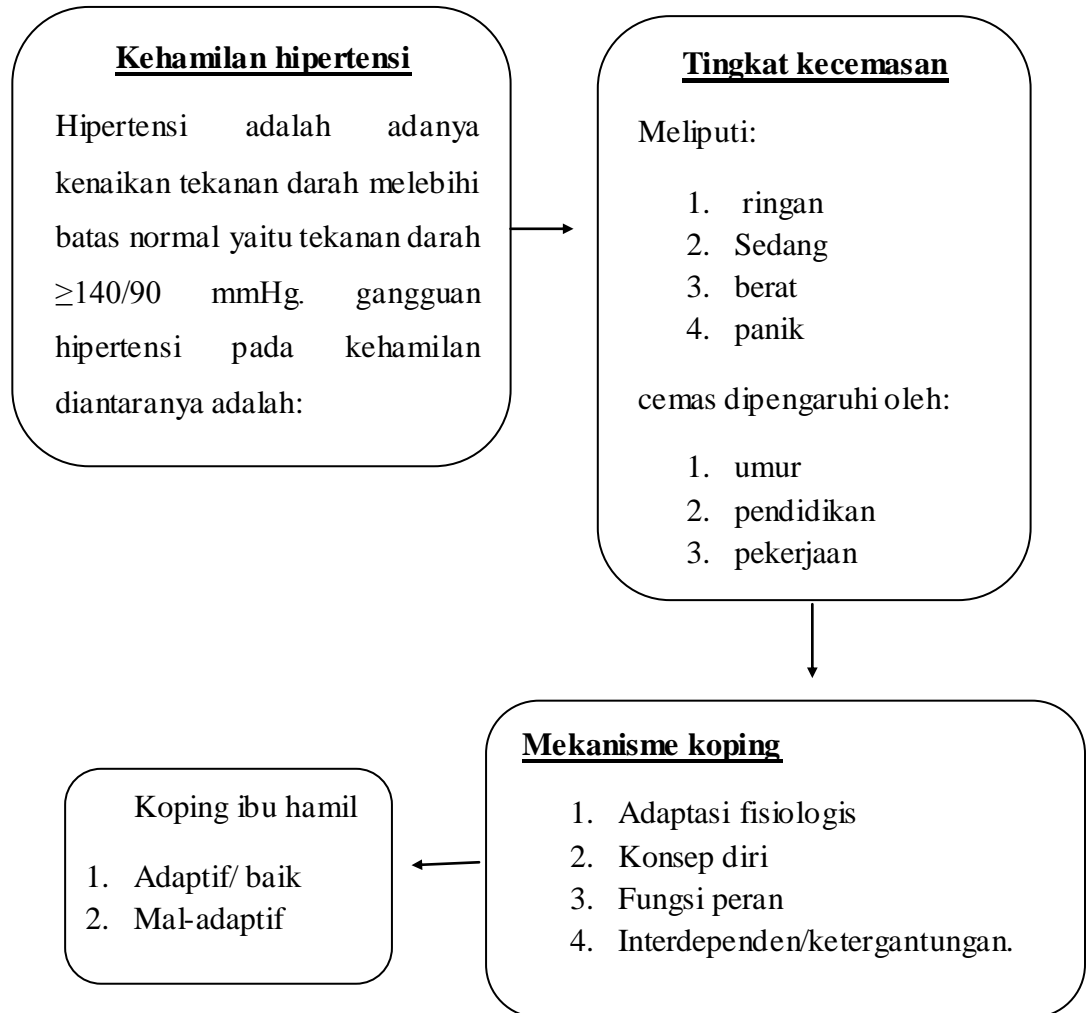 Kehamilan hipertensi
Hipertensi adalah adanya
kenaikan tekanan darah melebihi
batas normal yaitu tekanan darah
≥140/90 mmHg. gangguan
hipertensi pada kehamilan
diantaranya adalah:
Tingkat kecemasan
Meliputi:
1. ringan
2. Sedang
3. berat
4. panik
cemas dipengaruhi oleh:
1. umur
2. pendidikan
3. pekerjaan
Mekanisme koping
1. Adaptasi fisiologis
2. Konsep diri
3. Fungsi peran
4. Interdependen/ketergantungan.
Koping ibu hamil
1. Adaptif/ baik
2. Mal-adaptif